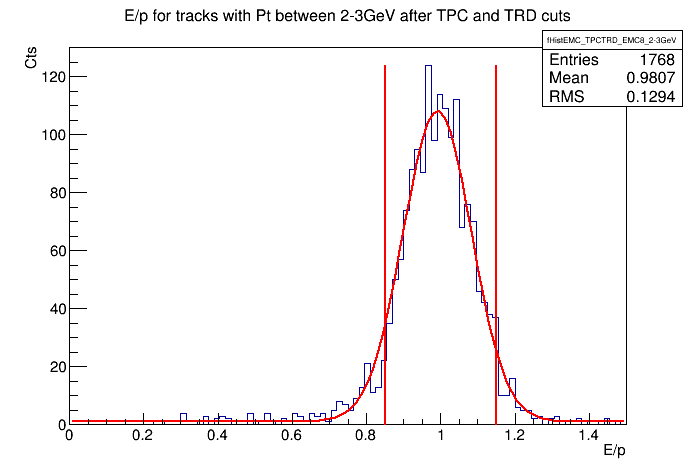 E/p for tracks with Pt between 2-3GeV after TPC and TRD cuts
Cts
fHistEMC_TPCTRD_EMC8_2-3GeV
Entries 1768
Mean 0.9807
RMS 0.1294
120
100
80
60
40
20
0
0 0.2 0.4 0.6 0.8 1 1.2 1.4
E/p